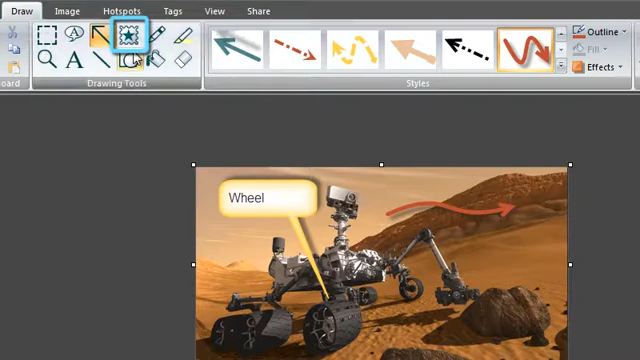 Draw Image Hotspots Tags View Share
A
Outline
Fill
Effects
oard Drawing Tools Styles
Wheel